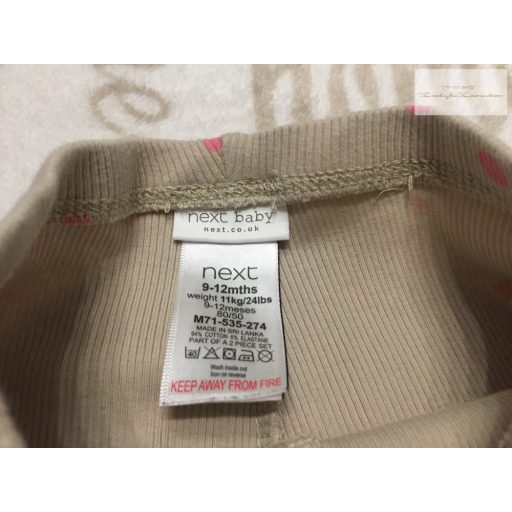 next baby
next.co.uk
next
9-12mths
weight 11kg/24lbs
9-12meses
80/50
M71-535-274
MADE IN SRI LANKA
94% COTTON 6% ELASTANE
PART OF A 2 PIECE SET
40
Wash inside out
Iron on reverse
KEEP AWAY FROM FIRE